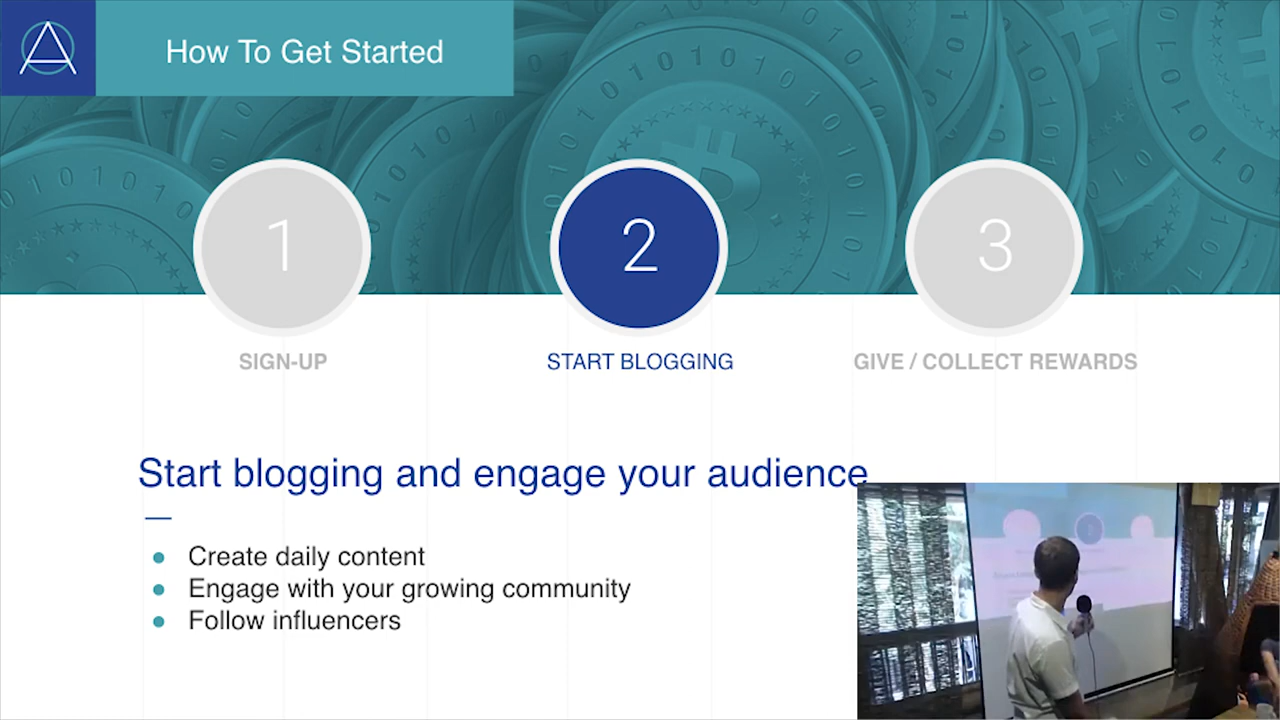 How To Get Started
1
2
3
SIGN-UP
START BLOGGING
GIVE / COLLECT REWARDS
Start blogging and engage your audience
Create daily content
Engage with your growing community
Follow influencers